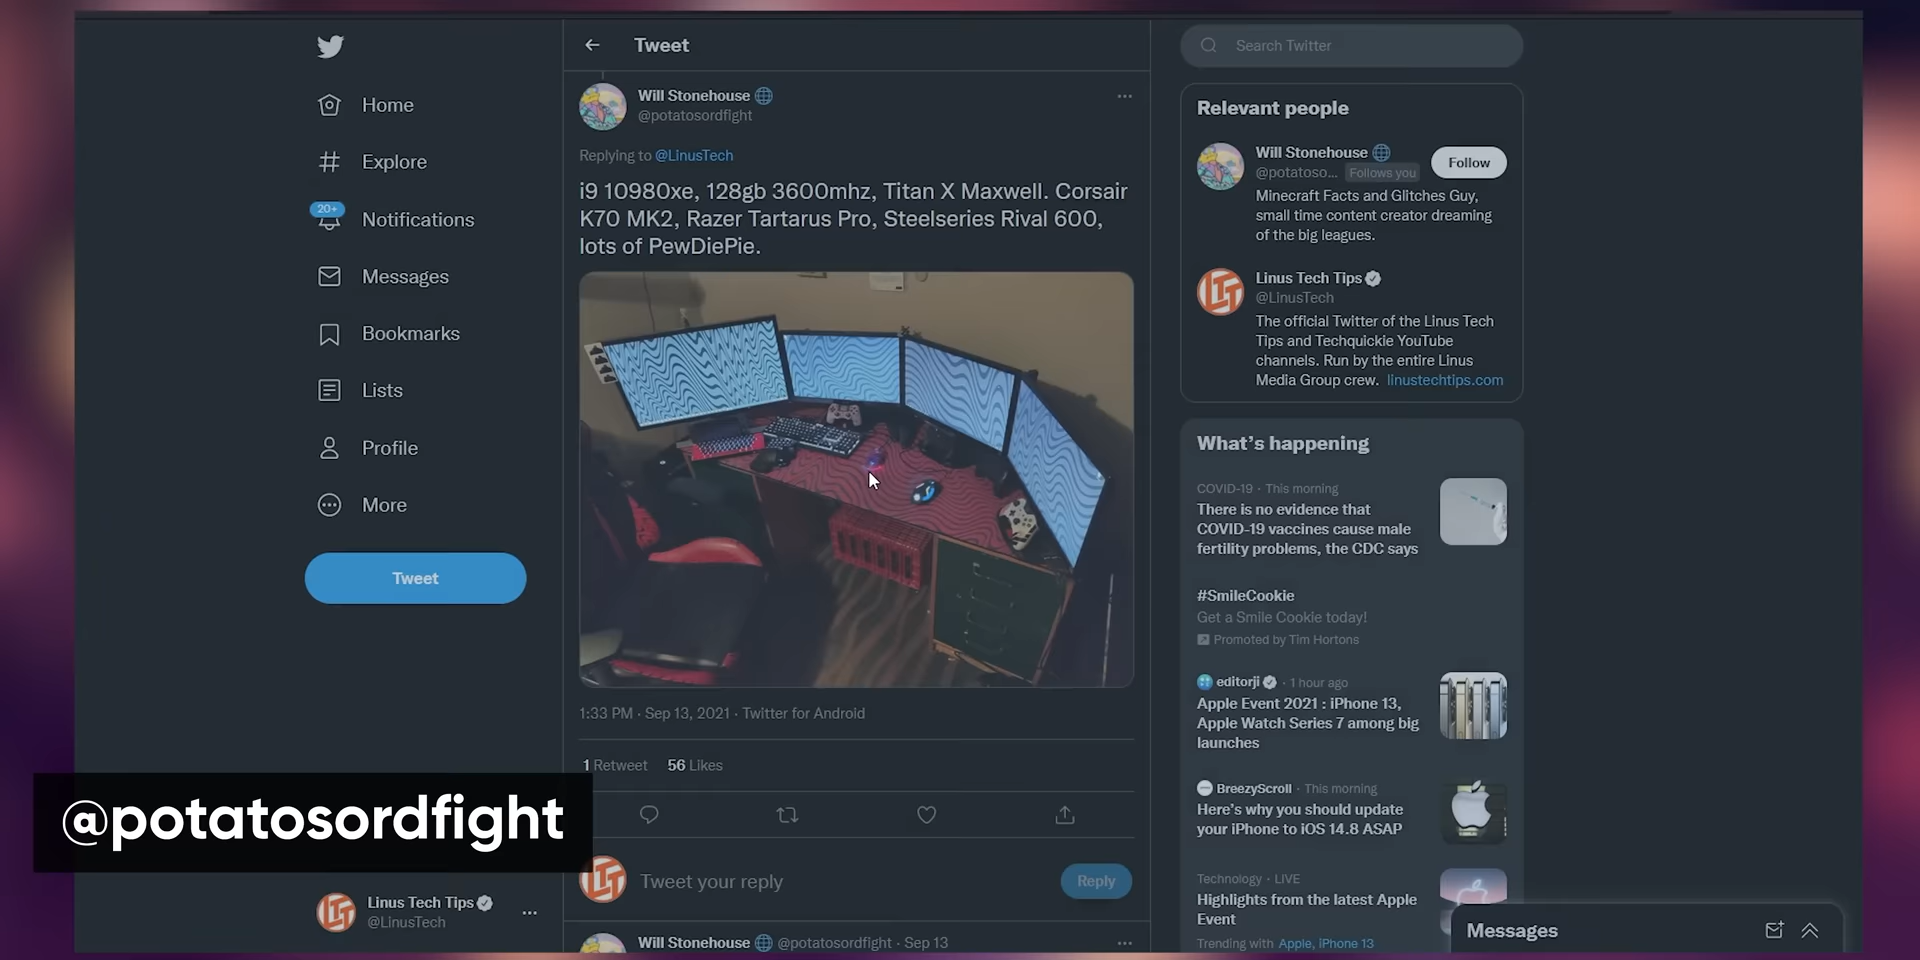 Home
Explore
20+
Notifications
Messages
Bookmarks
Lists
Profile
More
Tweet
Linus Tech Tips
@LinusTech
Tweet
Will Stonehouse
@potatosordfight
Replying to @LinusTech
i9 10980xe, 128gb 3600mhz, Titan X Maxwell. Corsair
K70 MK2, Razer Tartarus Pro, Steelseries Rival 600,
lots of PewDiePie.
1:33 PM · Sep 13, 2021 · Twitter for Android
1 Retweet 56 Likes
@potatosordfight
Tweet your reply
Reply
Will Stonehouse @potatosordfight · Sep 13
Search Twitter
Relevant people
Will Stonehouse
@potatoso... Follows you
Follow
Minecraft Facts and Glitches Guy,
small time content creator dreaming
of the big leagues.
Linus Tech Tips
@LinusTech
The official Twitter of the Linus Tech
Tips and Techquickie YouTube
channels. Run by the entire Linus
Media Group crew. linustechtips.com
What's happening
COVID-19 · This morning
There is no evidence that
COVID-19 vaccines cause male
fertility problems, the CDC says
#SmileCookie
Get a Smile Cookie today!
Promoted by Tim Hortons
editorji · 1 hour ago
Apple Event 2021 : iPhone 13,
Apple Watch Series 7 among big
launches
BreezyScroll · This morning
Here's why you should update
your iPhone to iOS 14.8 ASAP
Technology · LIVE
Highlights from the latest Apple
Event
Trending with Apple, iPhone 13
Messages